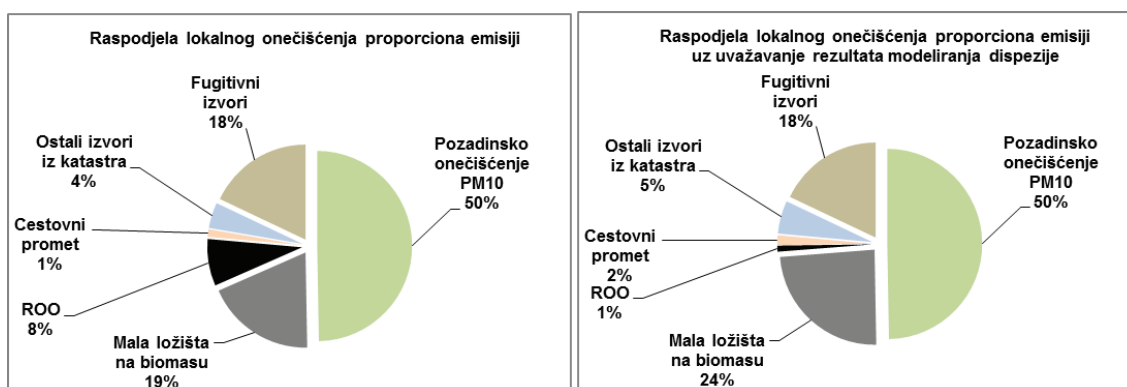 Raspodjela lokalnog onečišćenja proporciona emisiji
Fugitivni
izvori
18%
Ostali izvori
iz katastra
4%
Cestovni
promet
1%
ROO
8%
Mala ložišta
na biomasu
19%
Pozadinsko
onečišćenje
PM10
50%
Raspodjela lokalnog onečišćenja proporciona emisiji
uz uvažavanje rezultata modeliranja dispezije
Fugitivni
izvori
18%
Ostali izvori
iz katastra
5%
Cestovni
promet
2%
ROO
1%
Mala ložišta
na biomasu
24%
Pozadinsko
onečišćenje
PM10
50%